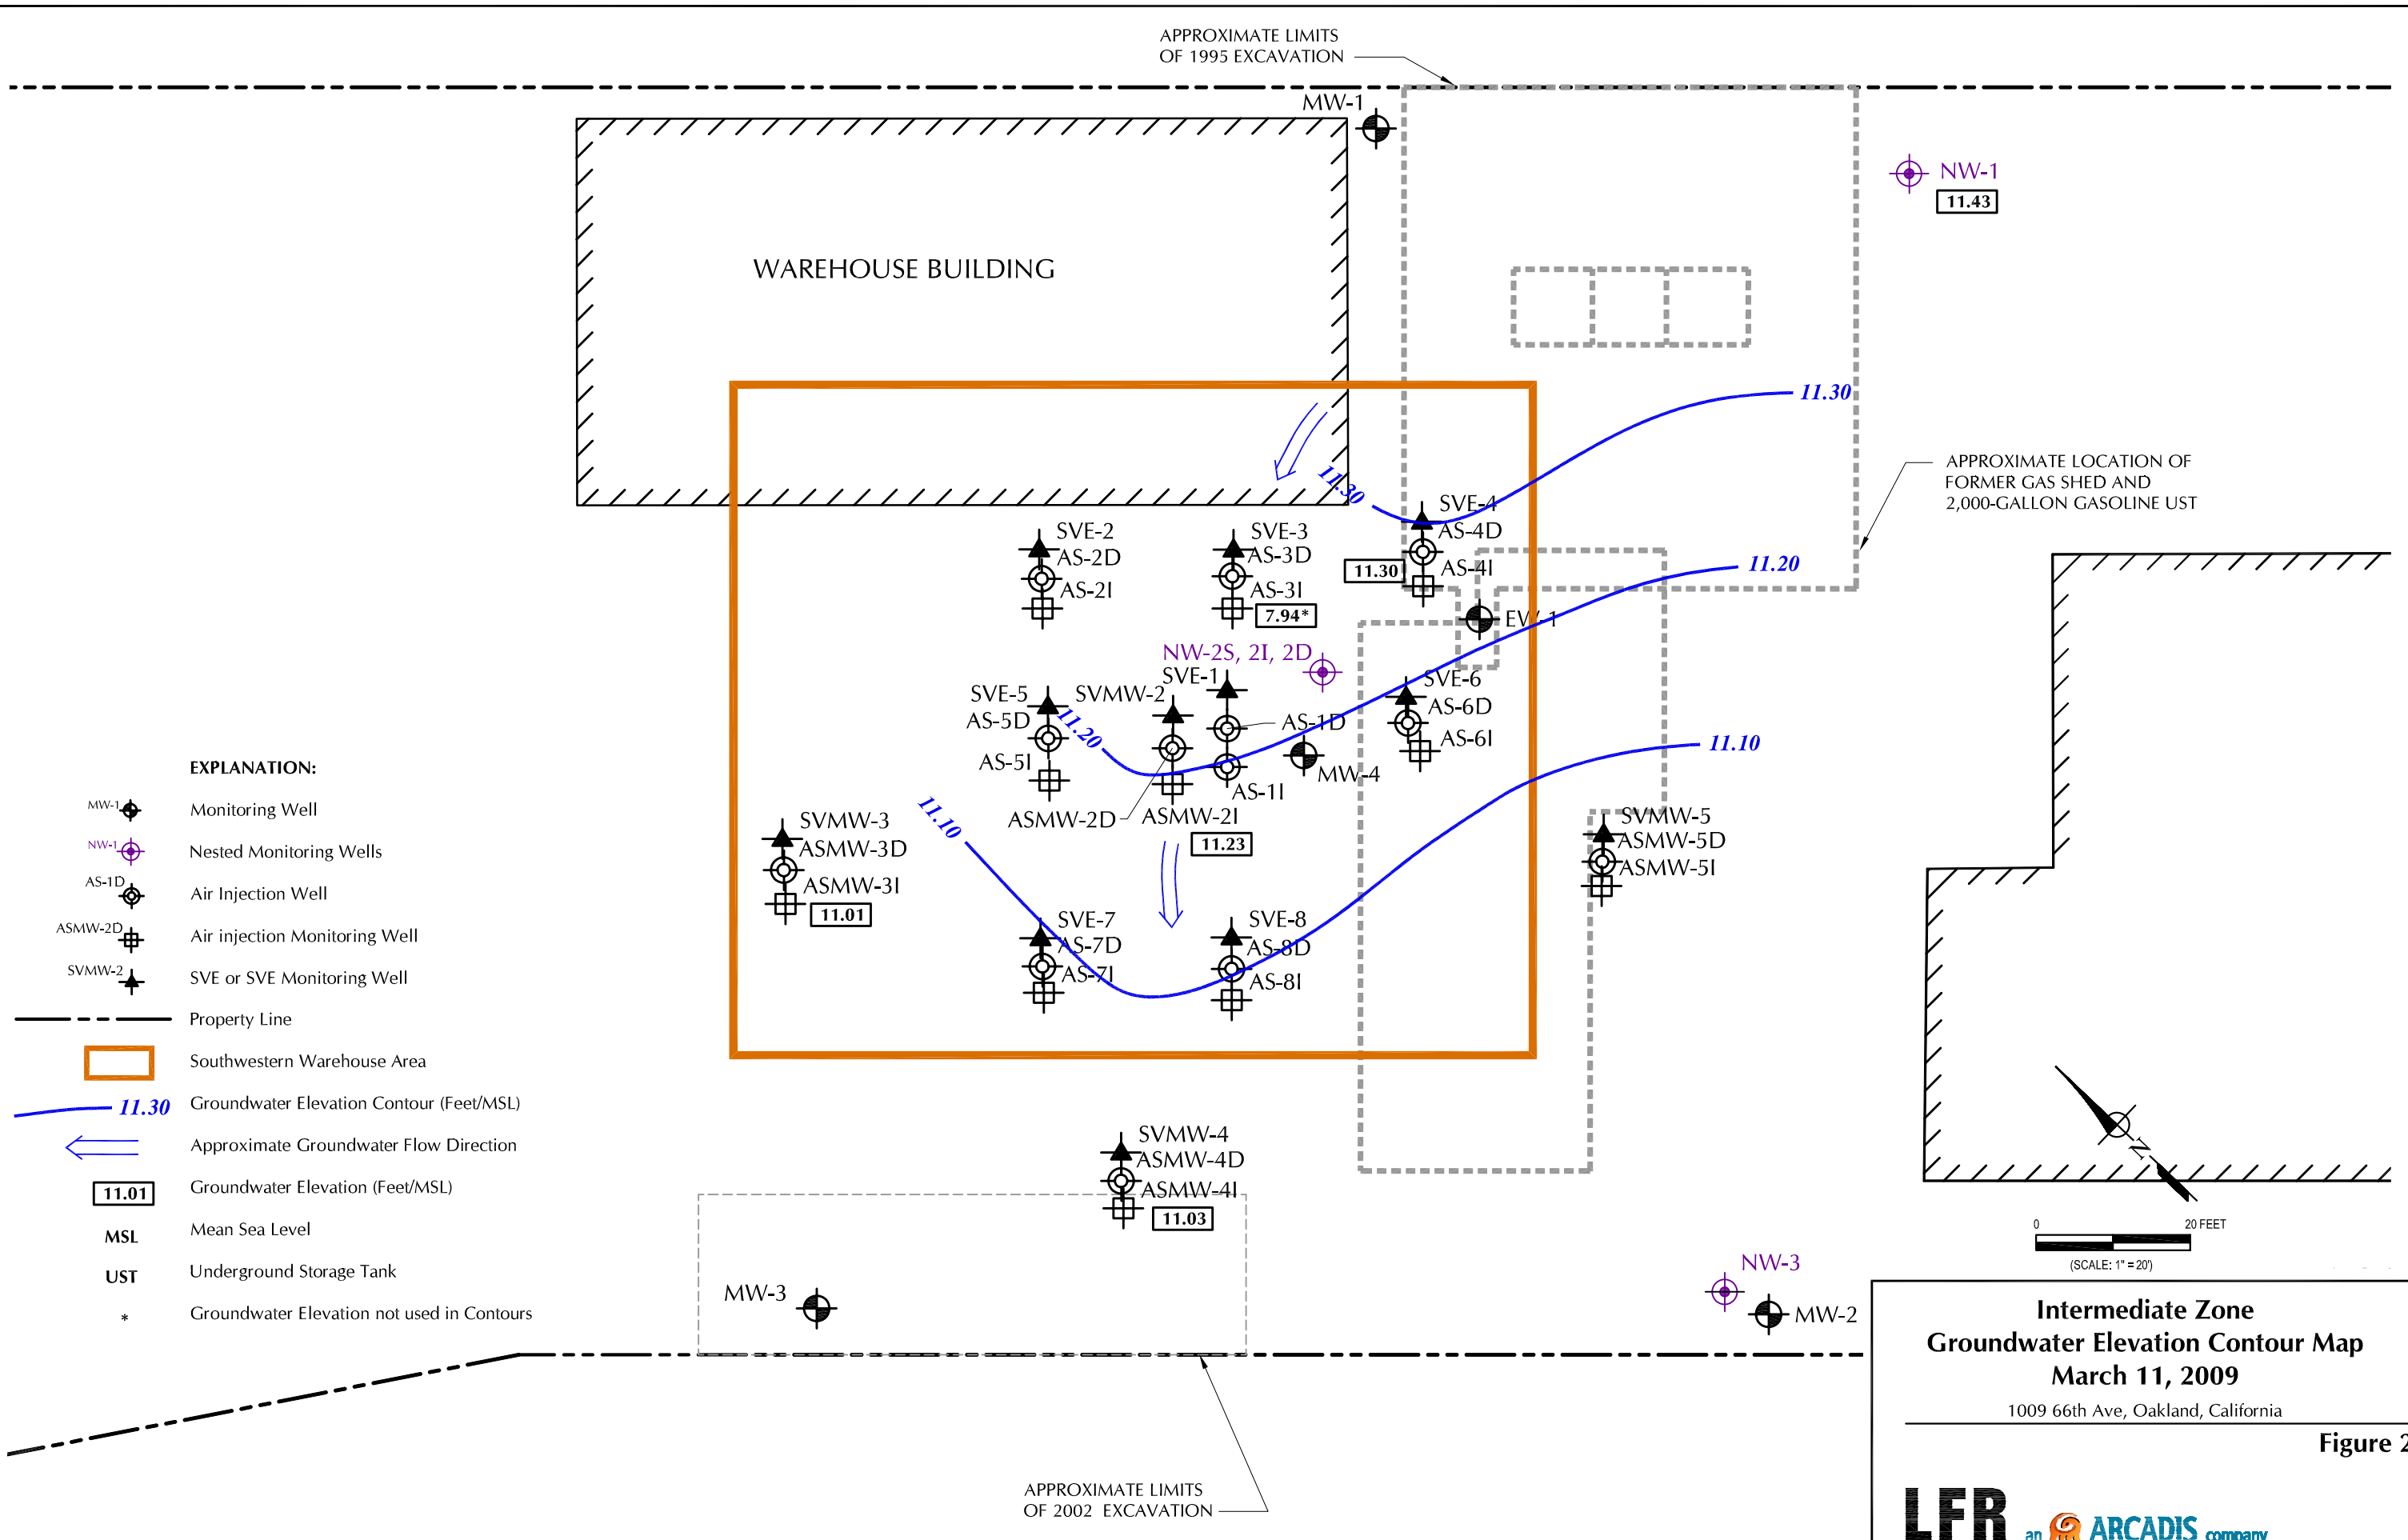 APPROXIMATE LIMITS
OF 1995 EXCAVATION
MW-1
NW-1
11.43
WAREHOUSE BUILDING
11.30
11.30
APPROXIMATE LOCATION OF
FORMER GAS SHED AND
2,000-GALLON GASOLINE UST
SVE-2
AS-2D
AS-2I
SVE-3
AS-3D
AS-3I
7.94*
SVE-4
AS-4D
AS-4I
11.30
11.20
EW-1
NW-2S, 2I, 2D
SVE-1
SVE-5
AS-5D
AS-5I
SVMW-2
11.20
AS-1D
AS-1I
MW-4
SVE-6
AS-6D
AS-6I
11.10
ASMW-2D
ASMW-2I
11.23
11.10
SVMW-3
ASMW-3D
ASMW-3I
11.01
SVMW-5
ASMW-5D
ASMW-5I
SVE-7
AS-7D
AS-7I
SVE-8
AS-8D
AS-8I
SVMW-4
ASMW-4D
ASMW-4I
11.03
MW-3
NW-3
MW-2
APPROXIMATE LIMITS
OF 2002 EXCAVATION
EXPLANATION:
MW-1 Monitoring Well
NW-1 Nested Monitoring Wells
AS-1D Air Injection Well
ASMW-2D Air injection Monitoring Well
SVMW-2 SVE or SVE Monitoring Well
Property Line
Southwestern Warehouse Area
11.30 Groundwater Elevation Contour (Feet/MSL)
Approximate Groundwater Flow Direction
11.01 Groundwater Elevation (Feet/MSL)
MSL Mean Sea Level
UST Underground Storage Tank
* Groundwater Elevation not used in Contours
N
0 20 FEET
(SCALE: 1" = 20')
Intermediate Zone
Groundwater Elevation Contour Map
March 11, 2009
1009 66th Ave, Oakland, California
Figure 2
LFR an ARCADIS company